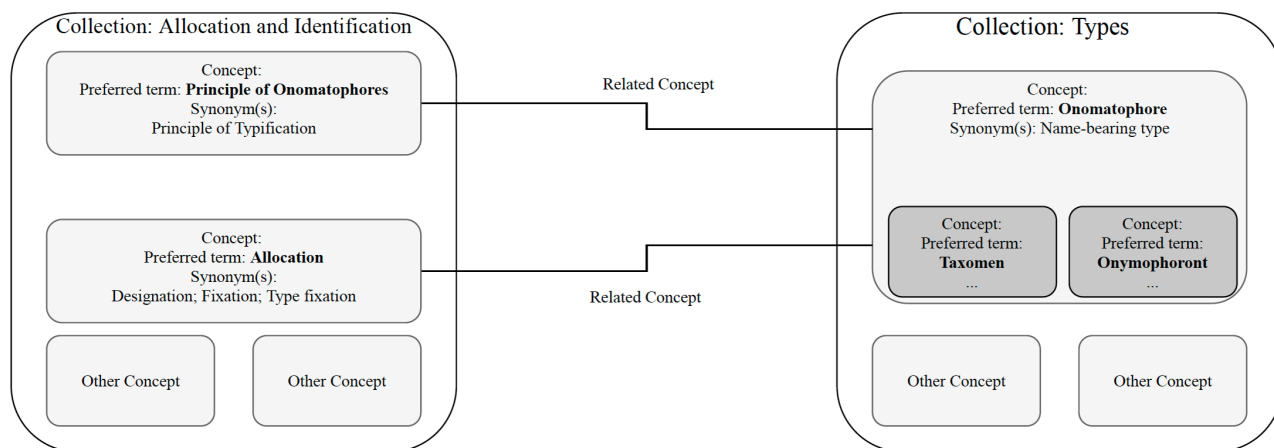 Collection: Allocation and Identification
Concept:
Preferred term: Principle of Onomatophores
Synonym(s):
Principle of Typification
Concept:
Preferred term: Allocation
Synonym(s):
Designation; Fixation; Type fixation
Other Concept
Other Concept
Related Concept
Related Concept
Collection: Types
Concept:
Preferred term: Onomatophore
Synonym(s): Name-bearing type
Concept:
Preferred term:
Taxomen
...
Concept:
Preferred term:
Onymophoront
...
Other Concept
Other Concept